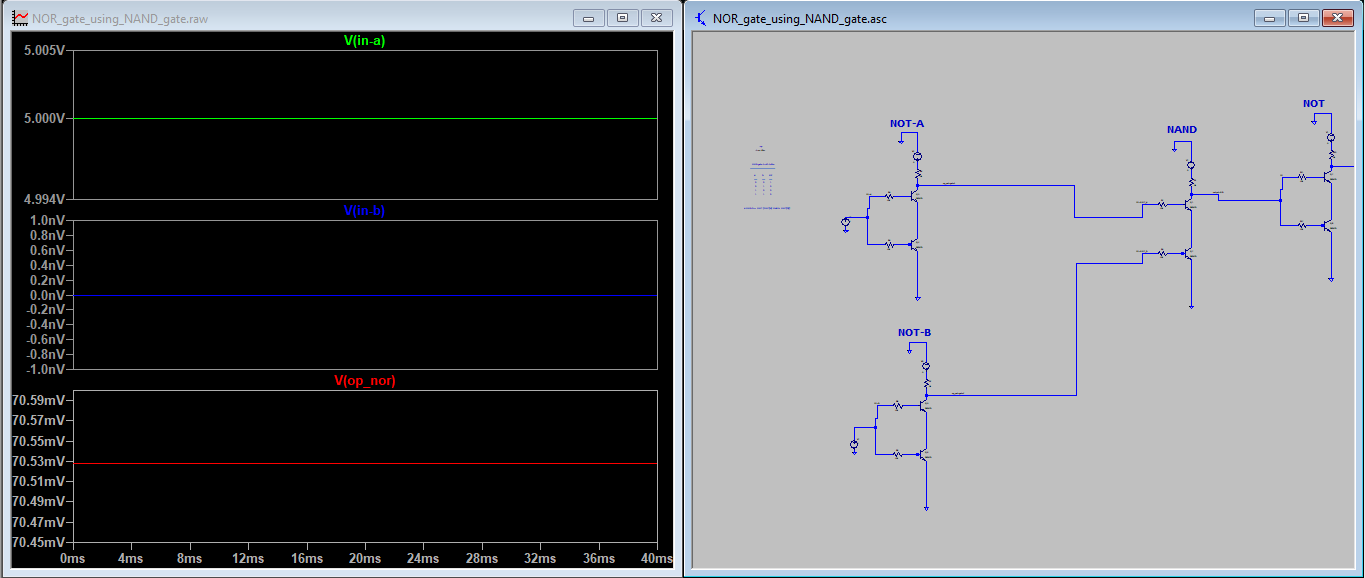 NOR_gate_using_NAND_gate.raw
V(in-a)
5.005V
5.000V
4.994V
V(in-b)
1.0nV
0.8nV
0.6nV
0.4nV
0.2nV
0.0nV
-0.2nV
-0.4nV
-0.6nV
-0.8nV
-1.0nV
V(op_nor)
70.59mV
70.57mV
70.55mV
70.53mV
70.51mV
70.49mV
70.47mV
70.45mV
0ms 4ms 8ms 12ms 16ms 20ms 24ms 28ms 32ms 36ms 40ms
NOR_gate_using_NAND_gate.asc
NOT
NOT-A
NAND
NOT-B